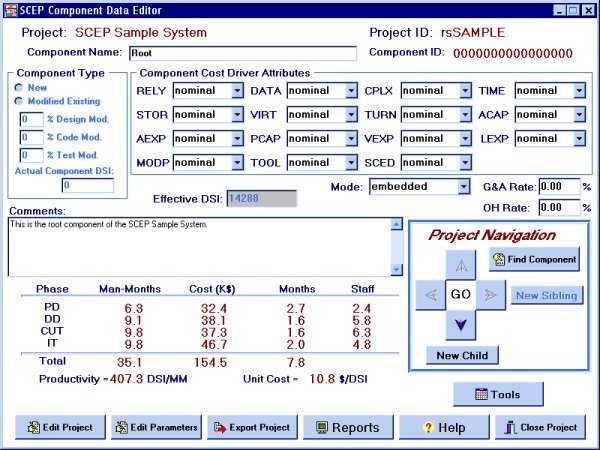 SCEP Component Data Editor
Project: SCEP Sample System Project ID: rsSAMPLE
Component Name: Root Component ID: 0000000000000000
Component Type
New
Modified Existing
0 % Design Mod.
0 % Code Mod.
0 % Test Mod.
Actual Component DSI:
0
Component Cost Driver Attributes
RELY nominal DATA nominal CPLX nominal TIME nominal
STOR nominal VIRT nominal TURN nominal ACAP nominal
AEXP nominal PCAP nominal VEXP nominal LEXP nominal
MODP nominal TOOL nominal SCED nominal
Effective DSI: 14288
Mode: embedded
G&A Rate: 0.00 %
OH Rate: 0.00 %
Comments:
This is the root component of the SCEP Sample System.
Phase Man-Months Cost (K$) Months Staff
PD 6.3 32.4 2.7 2.4
DD 9.1 38.1 1.6 5.8
CUT 9.8 37.3 1.6 6.3
IT 9.8 46.7 2.0 4.8
Total 35.1 154.5 7.8
Productivity = 407.3 DSI/MM Unit Cost = 10.8 $/DSI
Project Navigation
Find Component
GO
New Sibling
New Child
Tools
Edit Project Edit Parameters Export Project Reports Help Close Project